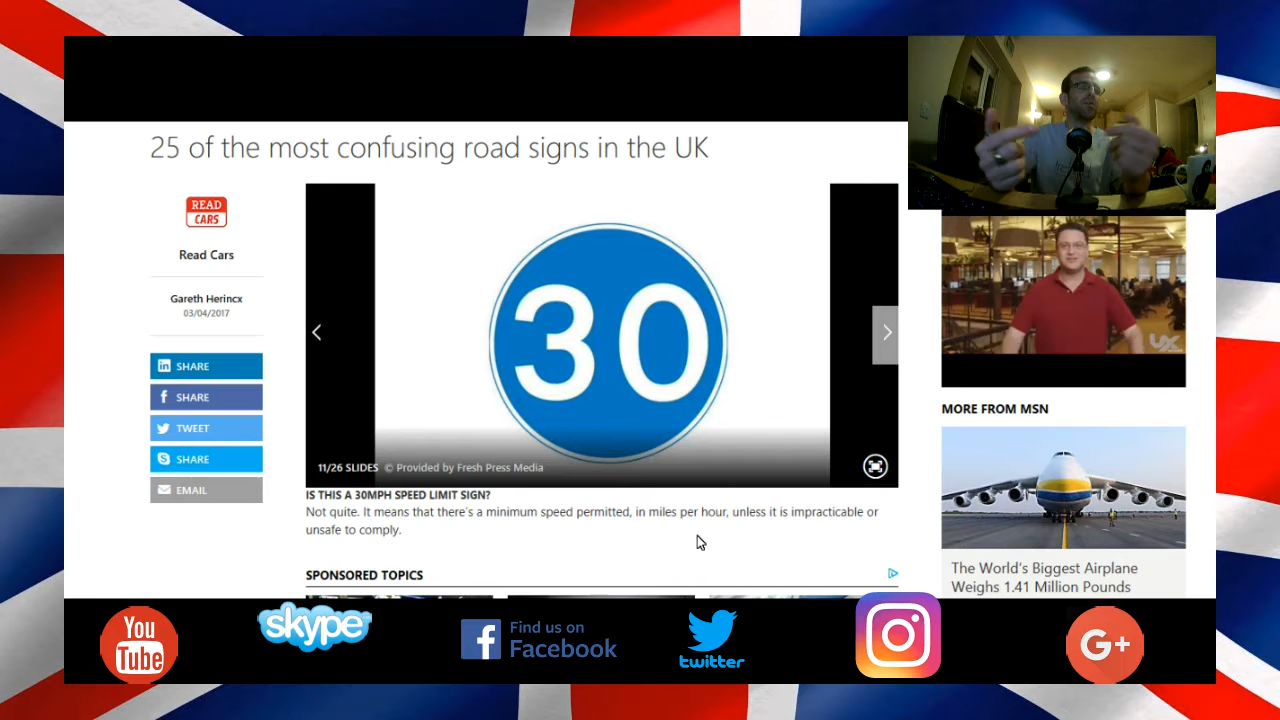 25 of the most confusing road signs in the UK
READ
CARS
Read Cars
Gareth Herincx
03/04/2017
in SHARE
f SHARE
TWEET
S SHARE
EMAIL
30
11/26 SLIDES © Provided by Fresh Press Media
IS THIS A 30MPH SPEED LIMIT SIGN?
Not quite. It means that there's a minimum speed permitted, in miles per hour, unless it is impracticable or
unsafe to comply.
SPONSORED TOPICS
UX
MORE FROM MSN
The World's Biggest Airplane
Weighs 1.41 Million Pounds
You
Tube
skype
f Find us on
Facebook
twitter
G+